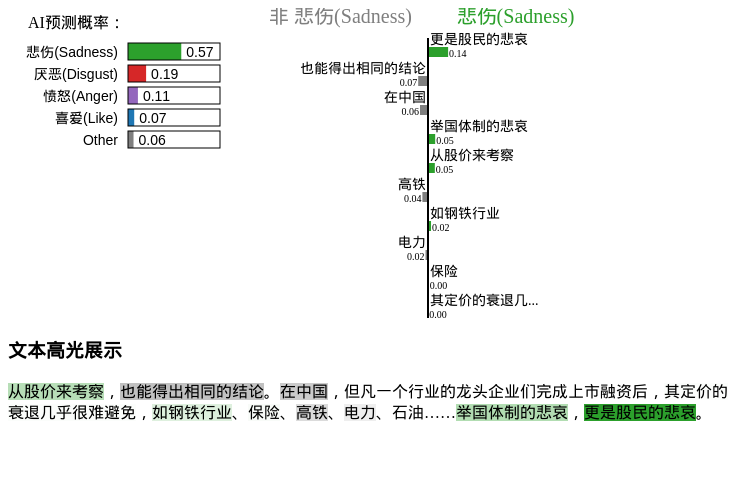 AI预测概率：
悲伤(Sadness) 0.57
厌恶(Disgust) 0.19
愤怒(Anger) 0.11
喜爱(Like) 0.07
Other 0.06
非 悲伤(Sadness) 悲伤(Sadness)
更是股民的悲哀
0.14
也能得出相同的结论
0.07
在中国
0.06
举国体制的悲哀
0.05
从股价来考察
0.05
高铁
0.04
如钢铁行业
0.02
电力
0.02
保险
0.00
其定价的衰退几...
0.00
文本高光展示
从股价来考察，也能得出相同的结论。在中国，但凡一个行业的龙头企业们完成上市融资后，其定价的
衰退几乎很难避免，如钢铁行业、保险、高铁、电力、石油……举国体制的悲哀，更是股民的悲哀。